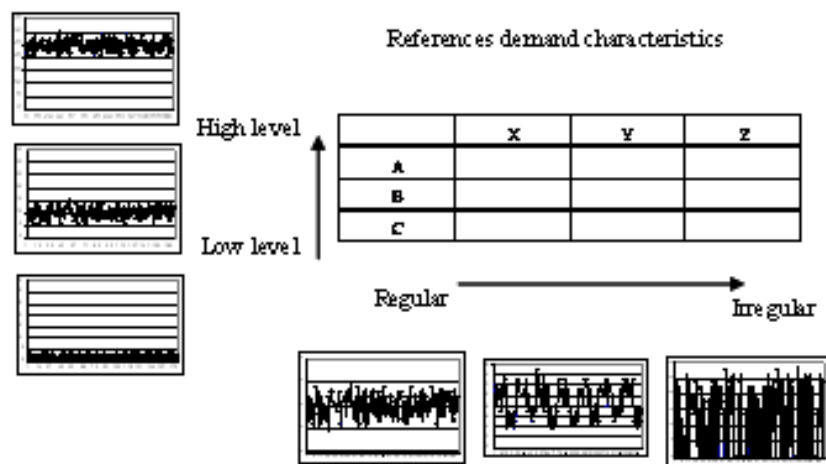 References demand characteristics
High level
X Y Z
A
B
C
Low level
Regular
Irregular